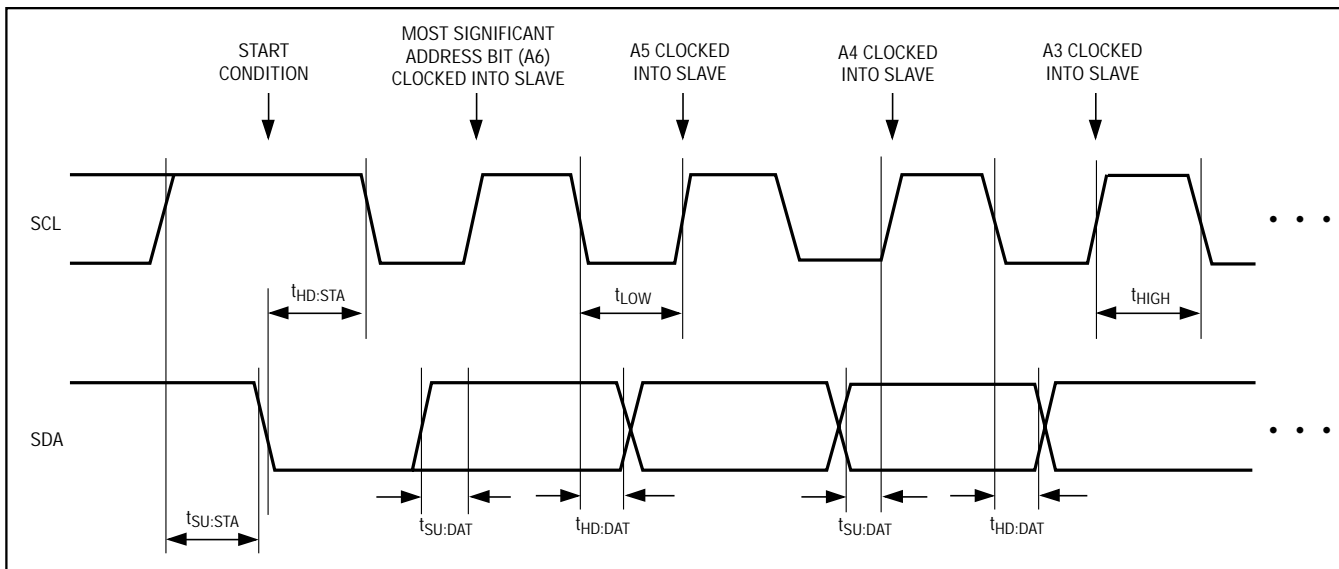 START
CONDITION
MOST SIGNIFICANT
ADDRESS BIT (A6)
CLOCKED INTO SLAVE
A5 CLOCKED
INTO SLAVE
A4 CLOCKED
INTO SLAVE
A3 CLOCKED
INTO SLAVE
SCL
tHD:STA
tLOW
tHIGH
SDA
tSU:STA
tSU:DAT
tHD:DAT
tSU:DAT
tHD:DAT